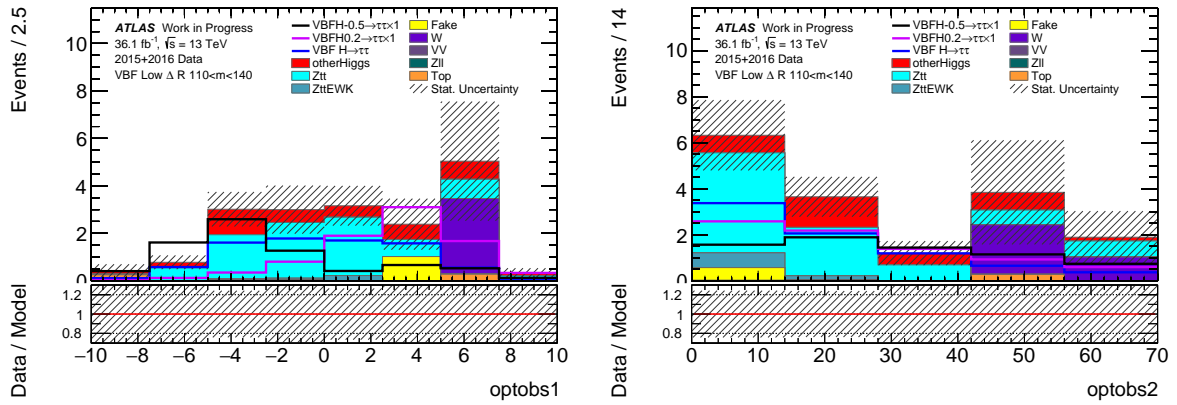 Events / 2.5
10
8
6
4
2
0
ATLAS Work in Progress
36.1 fb⁻¹, √s = 13 TeV
2015+2016 Data
VBF Low Δ R 110<m<140
VBFH-0.5→ττ×1
VBFH0.2→ττ×1
VBF H→ττ
otherHiggs
Ztt
ZttEWK
Fake
W
VV
Zll
Top
Stat. Uncertainty
Data / Model
1.2
1
0.8
−10 −8 −6 −4 −2 0 2 4 6 8 10
optobs1
Events / 14
10
8
6
4
2
0
ATLAS Work in Progress
36.1 fb⁻¹, √s = 13 TeV
2015+2016 Data
VBF Low Δ R 110<m<140
VBFH-0.5→ττ×1
VBFH0.2→ττ×1
VBF H→ττ
otherHiggs
Ztt
ZttEWK
Fake
W
VV
Zll
Top
Stat. Uncertainty
Data / Model
1.2
1
0.8
0 10 20 30 40 50 60 70
optobs2